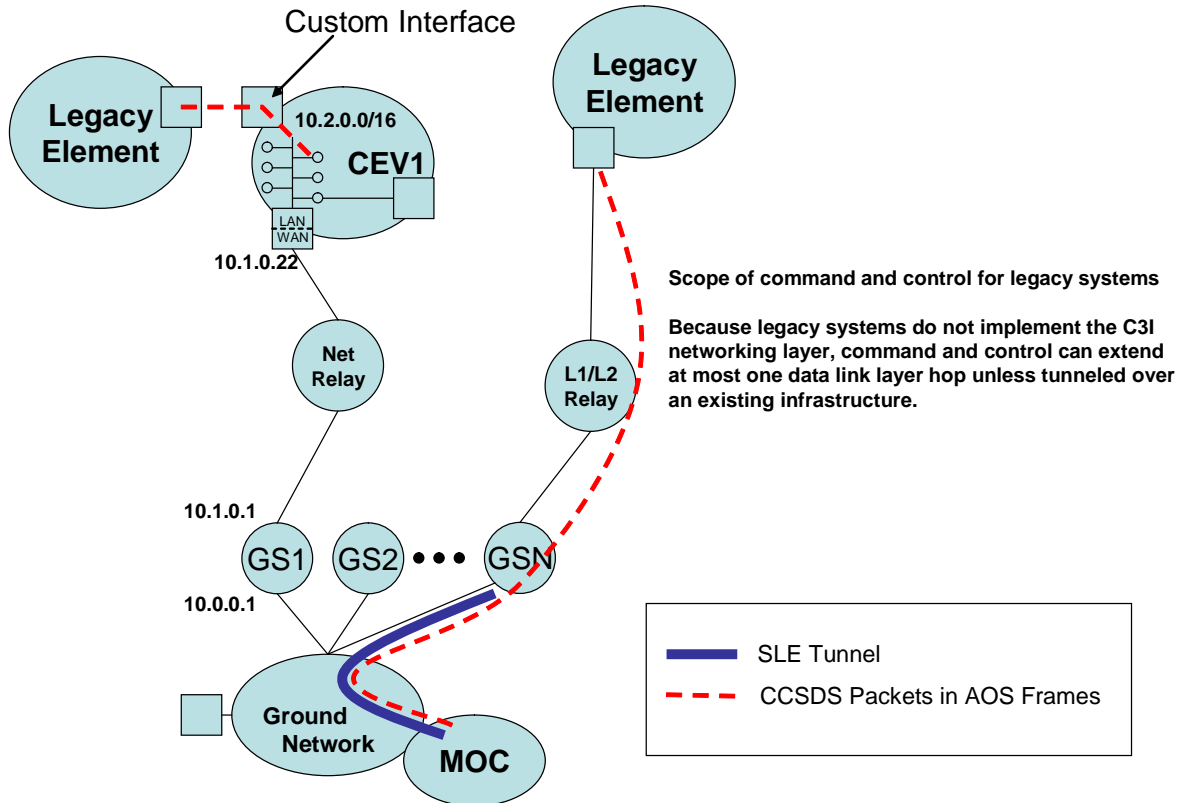 Custom Interface
Legacy
Element
10.2.0.0/16
CEV1
LAN
WAN
10.1.0.22
Legacy
Element
Scope of command and control for legacy systems
Because legacy systems do not implement the C3I
networking layer, command and control can extend
at most one data link layer hop unless tunneled over
an existing infrastructure.
Net
Relay
L1/L2
Relay
10.1.0.1
GS1
GS2
GSN
10.0.0.1
Ground
Network
MOC
SLE Tunnel
CCSDS Packets in AOS Frames